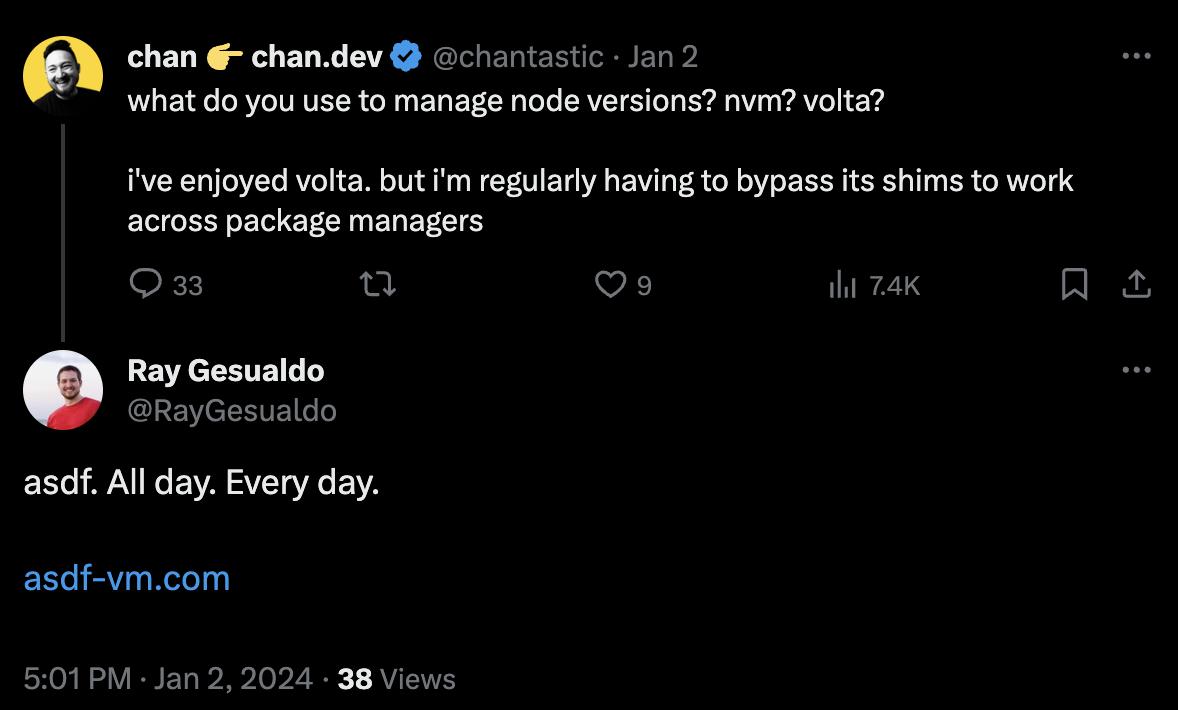 chan 👉 chan.dev @chantastic · Jan 2
what do you use to manage node versions? nvm? volta?
i've enjoyed volta. but i'm regularly having to bypass its shims to work
across package managers
33 9 7.4K
Ray Gesualdo
@RayGesualdo
asdf. All day. Every day.
asdf-vm.com
5:01 PM · Jan 2, 2024 · 38 Views